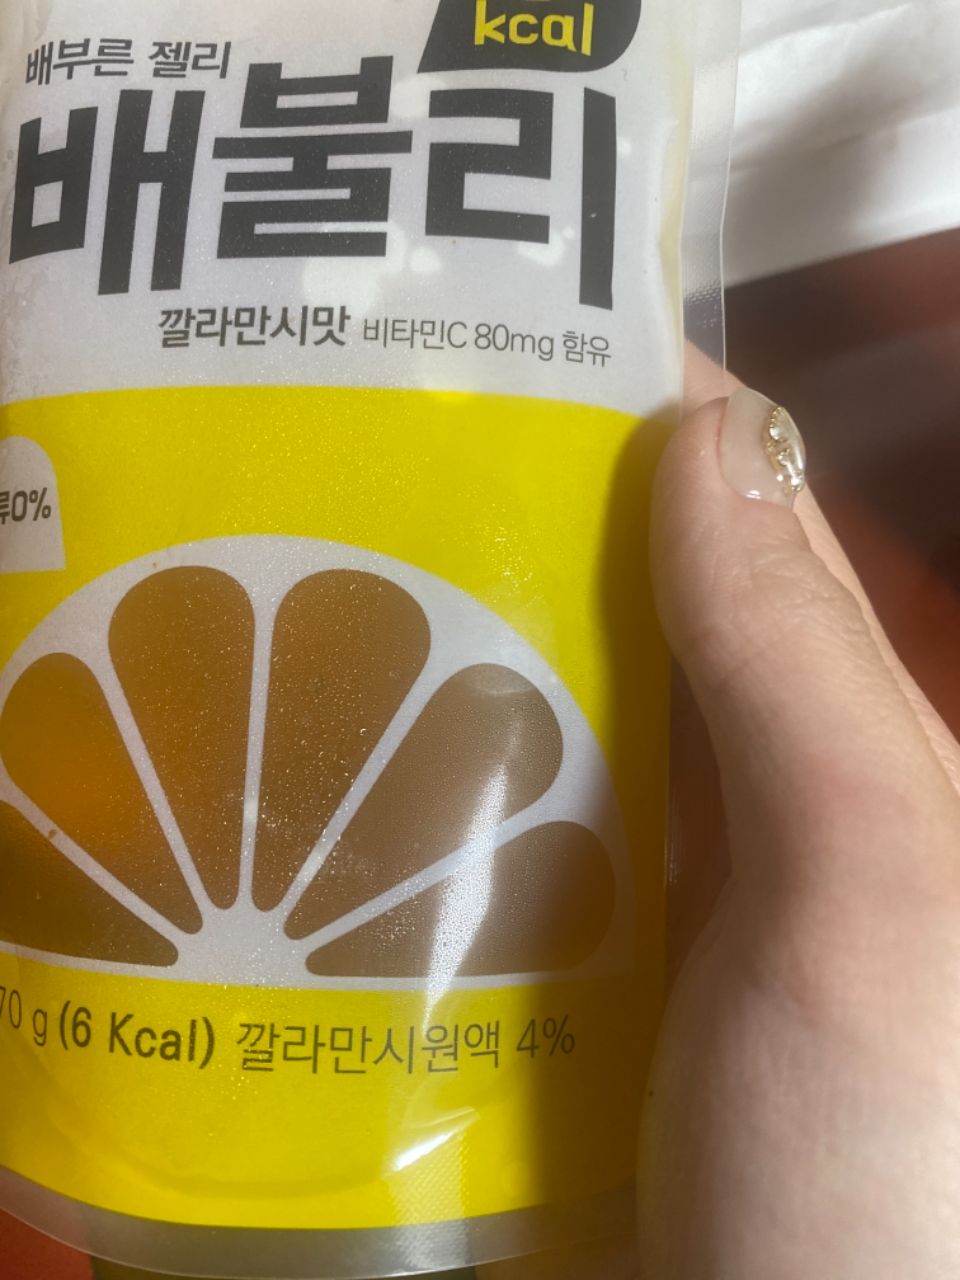 kcal
배부른 젤리
배불리
깔라만시맛 비타민C 80mg 함유
0%
g (6 Kcal) 깔라만시원액 4%